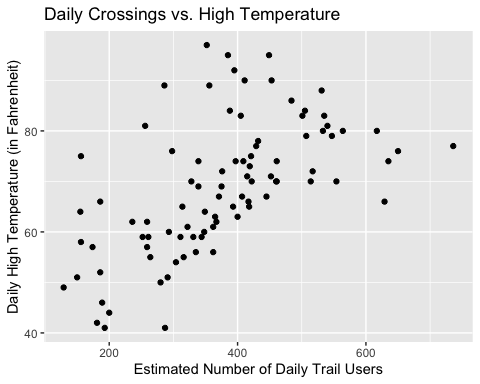 Daily Crossings vs. High Temperature
Daily High Temperature (in Fahrenheit)
80
60
40
200
400
600
Estimated Number of Daily Trail Users